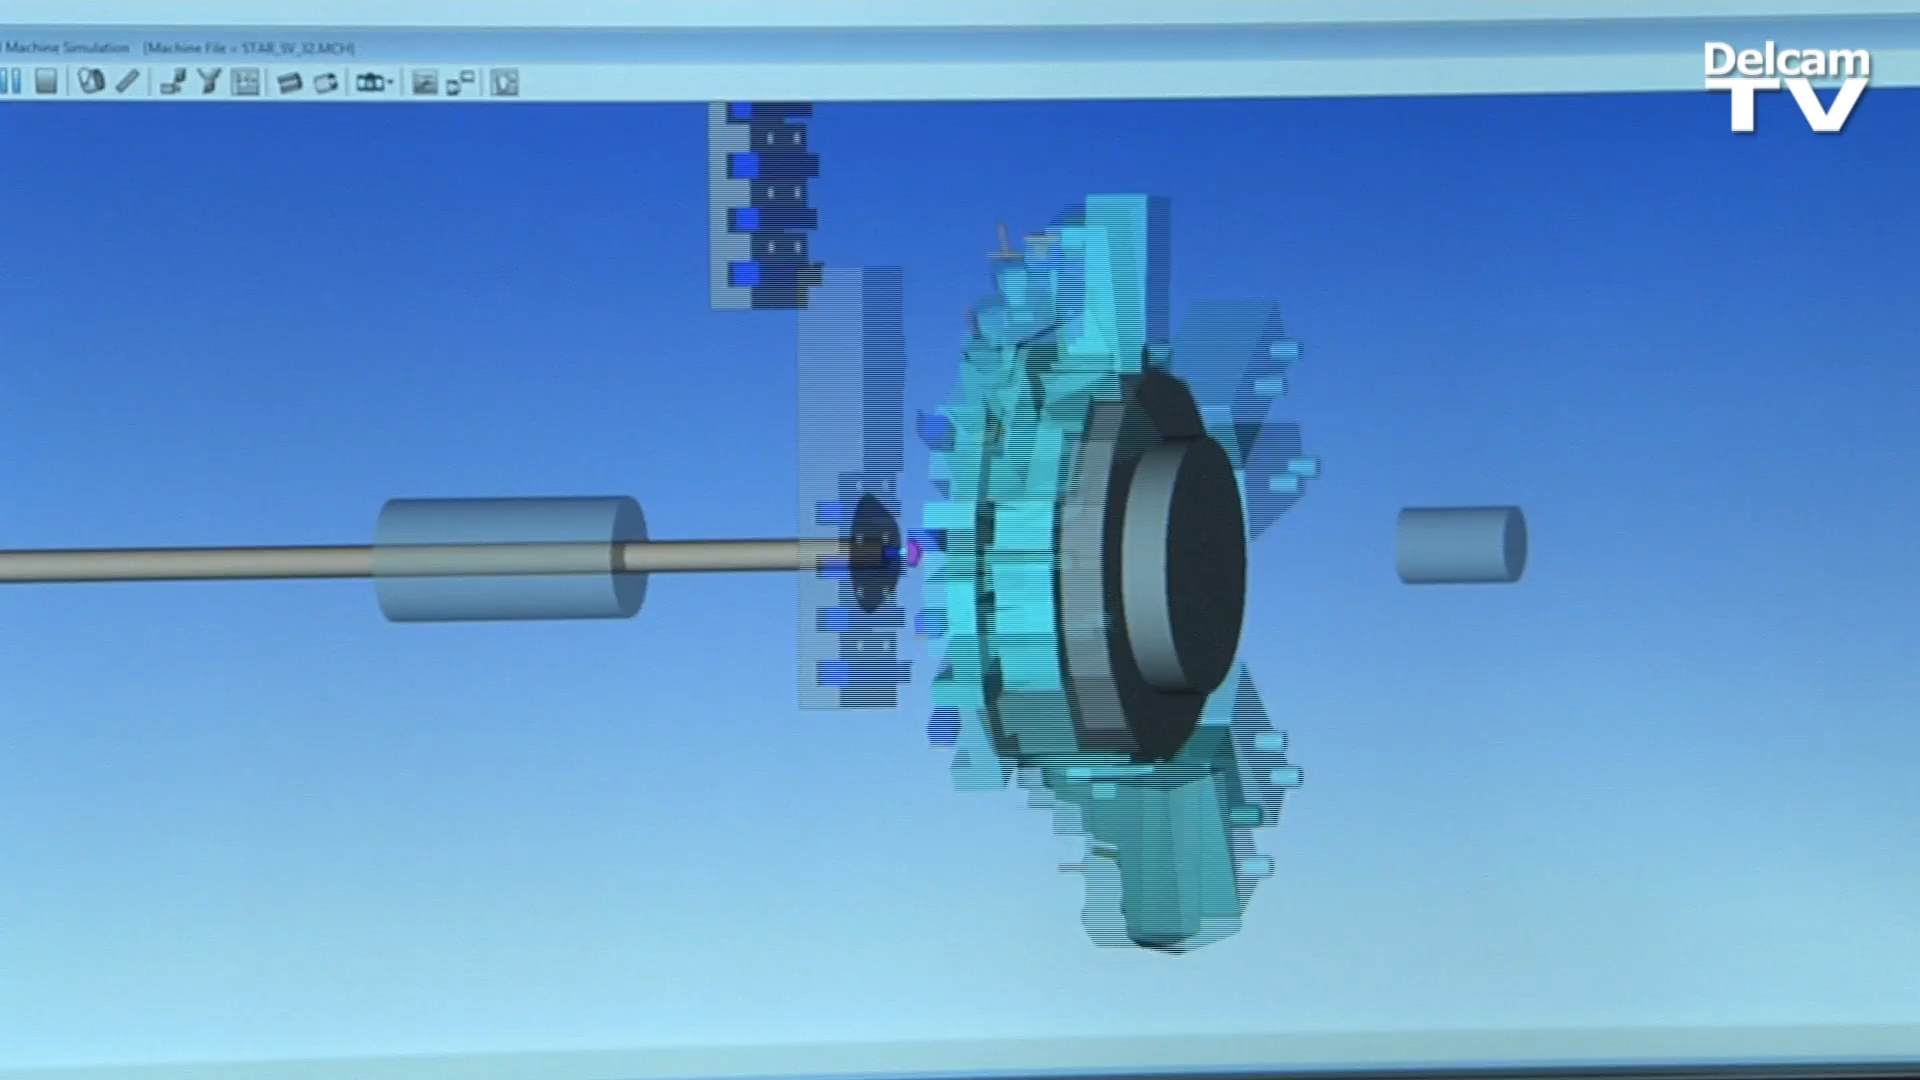 Machine Simulation [Machine File = STAR_SV_32.MCH]
Delcam
TV